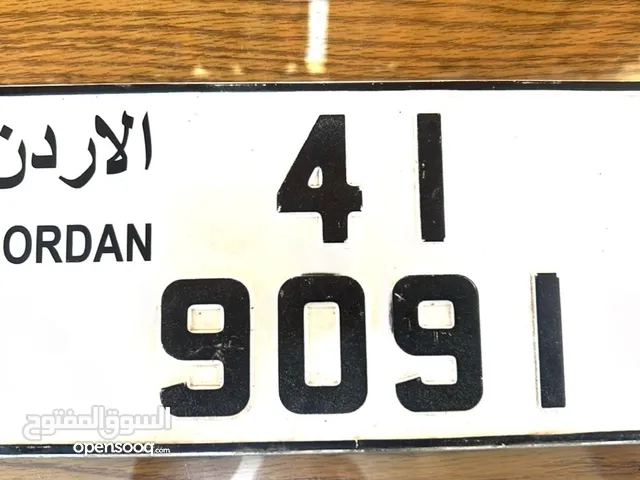 الاردن
ORDAN
41
9091
السوق المفتوح
opensooq.com